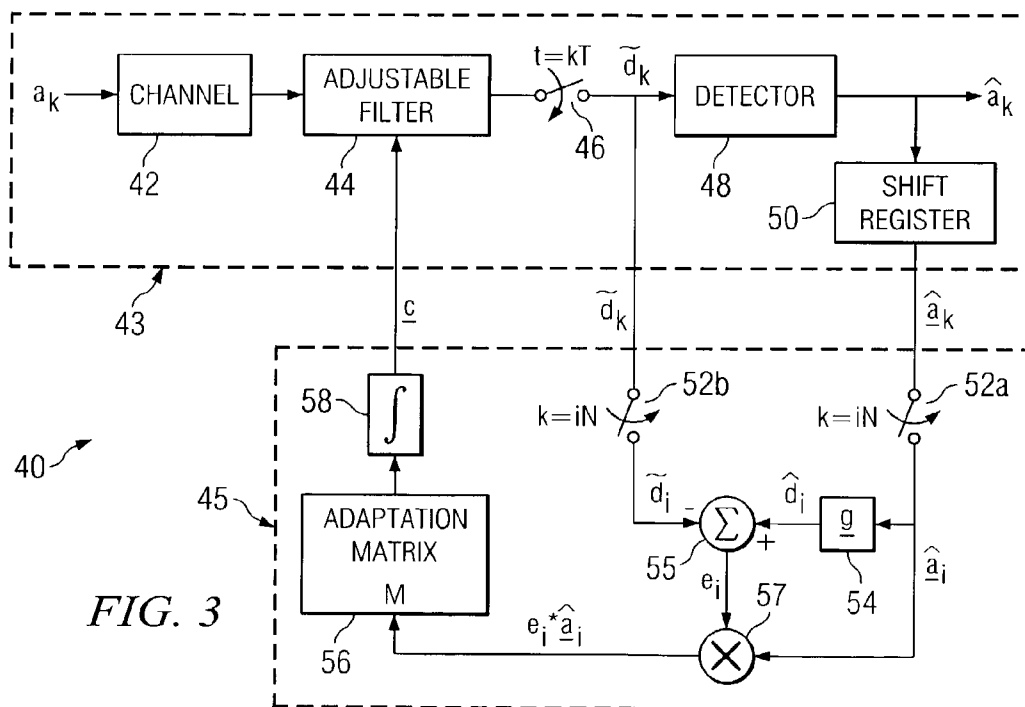 t=kT
d̃k
a_k
CHANNEL
ADJUSTABLE
FILTER
DETECTOR
â_k
46
42
44
48
50
SHIFT
REGISTER
43
c
d̃_k
â_k
58
∫
52b
52a
k=iN
k=iN
40
45
d̃_i
-
Σ
+
d̂_i
g
ADAPTATION
MATRIX
M
55
54
â_i
e_i
57
FIG. 3
56
e_i*â_i
×